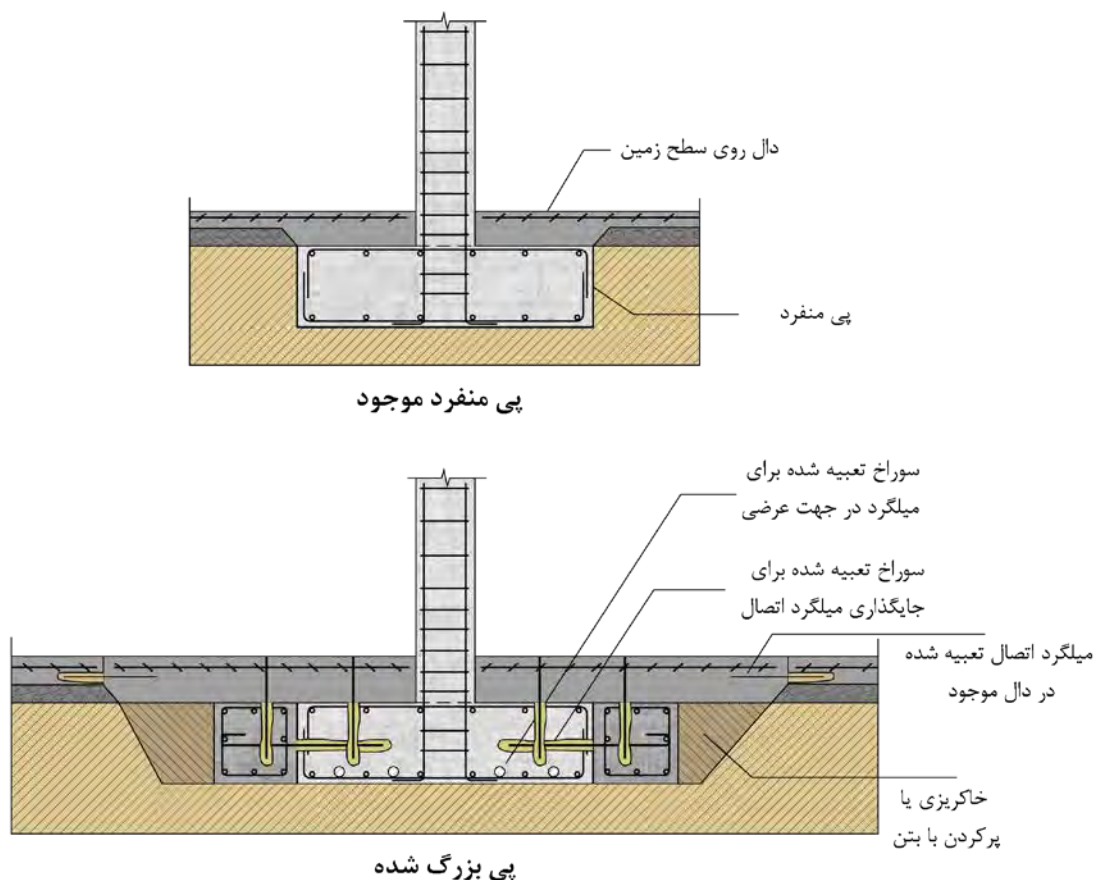 دال روی سطح زمین
پی منفرد
پی منفرد موجود
سوراخ تعبیه شده برای
میلگرد در جهت عرضی
سوراخ تعبیه شده برای
جایگذاری میلگرد اتصال
میلگرد اتصال تعبیه شده
در دال موجود
خاکریزی یا
پرکردن با بتن
پی بزرگ شده